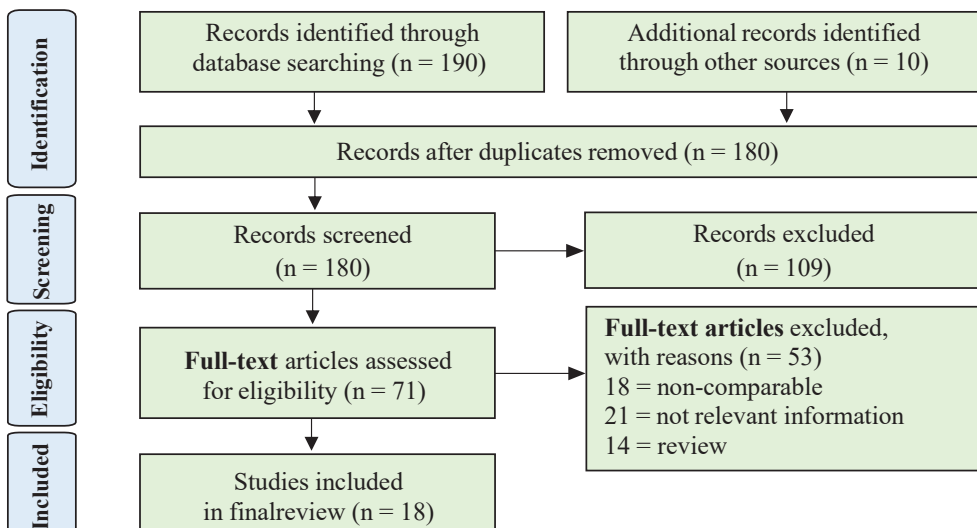 Identification
Records identified through
database searching (n = 190)
Additional records identified
through other sources (n = 10)
Records after duplicates removed (n = 180)
Screening
Records screened
(n = 180)
Records excluded
(n = 109)
Eligibility
Full-text articles assessed
for eligibility (n = 71)
Full-text articles excluded,
with reasons (n = 53)
18 = non-comparable
21 = not relevant information
14 = review
Included
Studies included
in finalreview (n = 18)